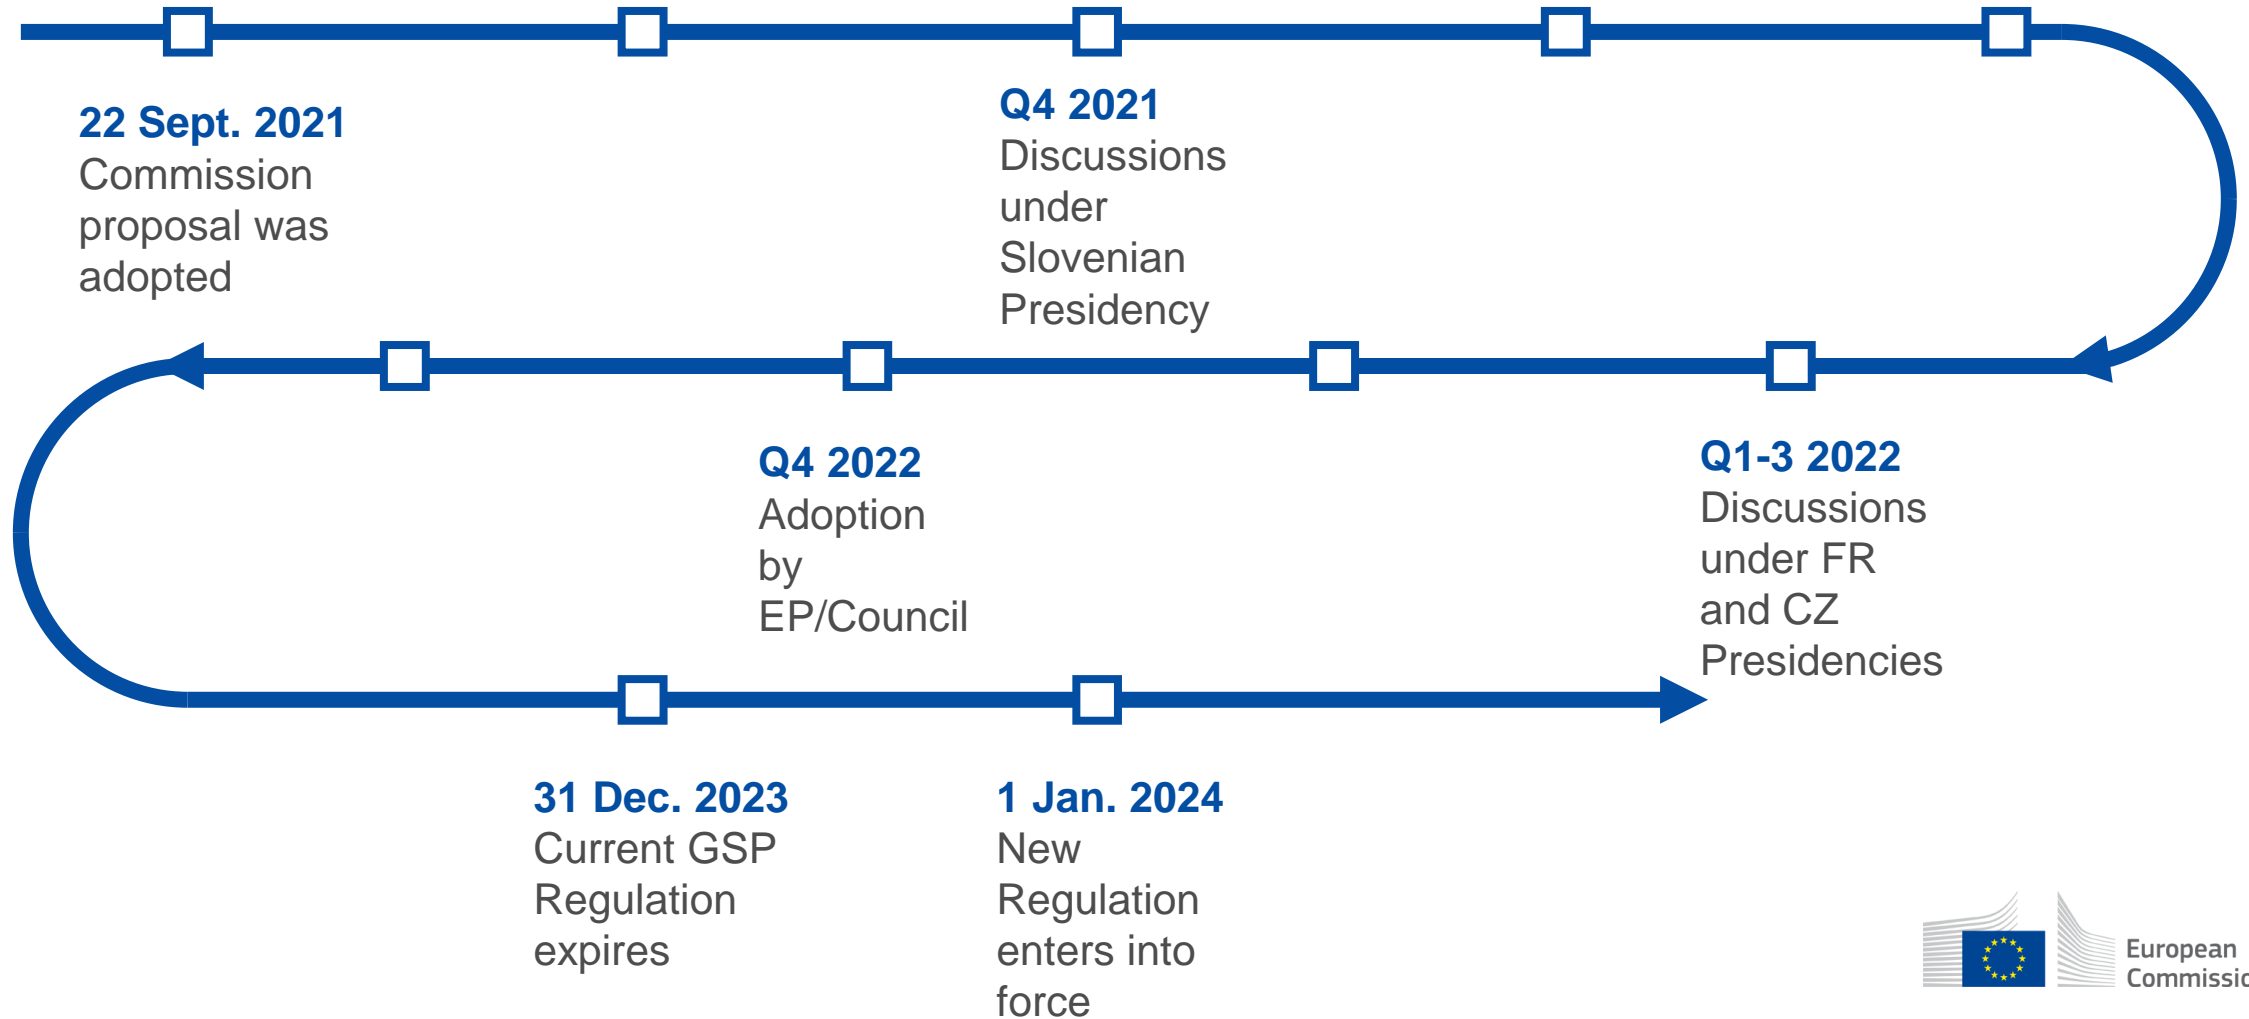 22 Sept. 2021
Commission
proposal was
adopted
Q4 2021
Discussions
under
Slovenian
Presidency
Q1-3 2022
Discussions
under FR
and CZ
Presidencies
Q4 2022
Adoption
by
EP/Council
31 Dec. 2023
Current GSP
Regulation
expires
1 Jan. 2024
New
Regulation
enters into
force
European
Commissio